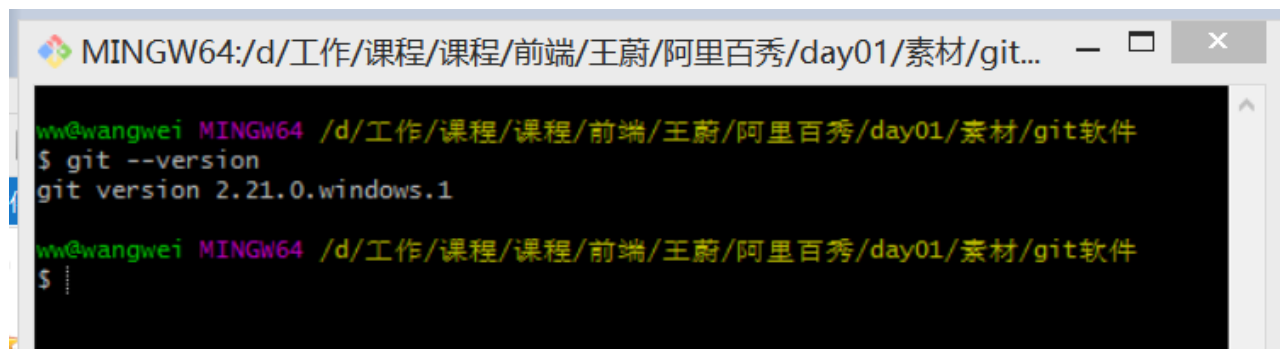 MINGW64:/d/工作/课程/课程/前端/王蔚/阿里百秀/day01/素材/git...
ww@wangwei MINGW64 /d/工作/课程/课程/前端/王蔚/阿里百秀/day01/素材/git软件
$ git --version
git version 2.21.0.windows.1
ww@wangwei MINGW64 /d/工作/课程/课程/前端/王蔚/阿里百秀/day01/素材/git软件
$